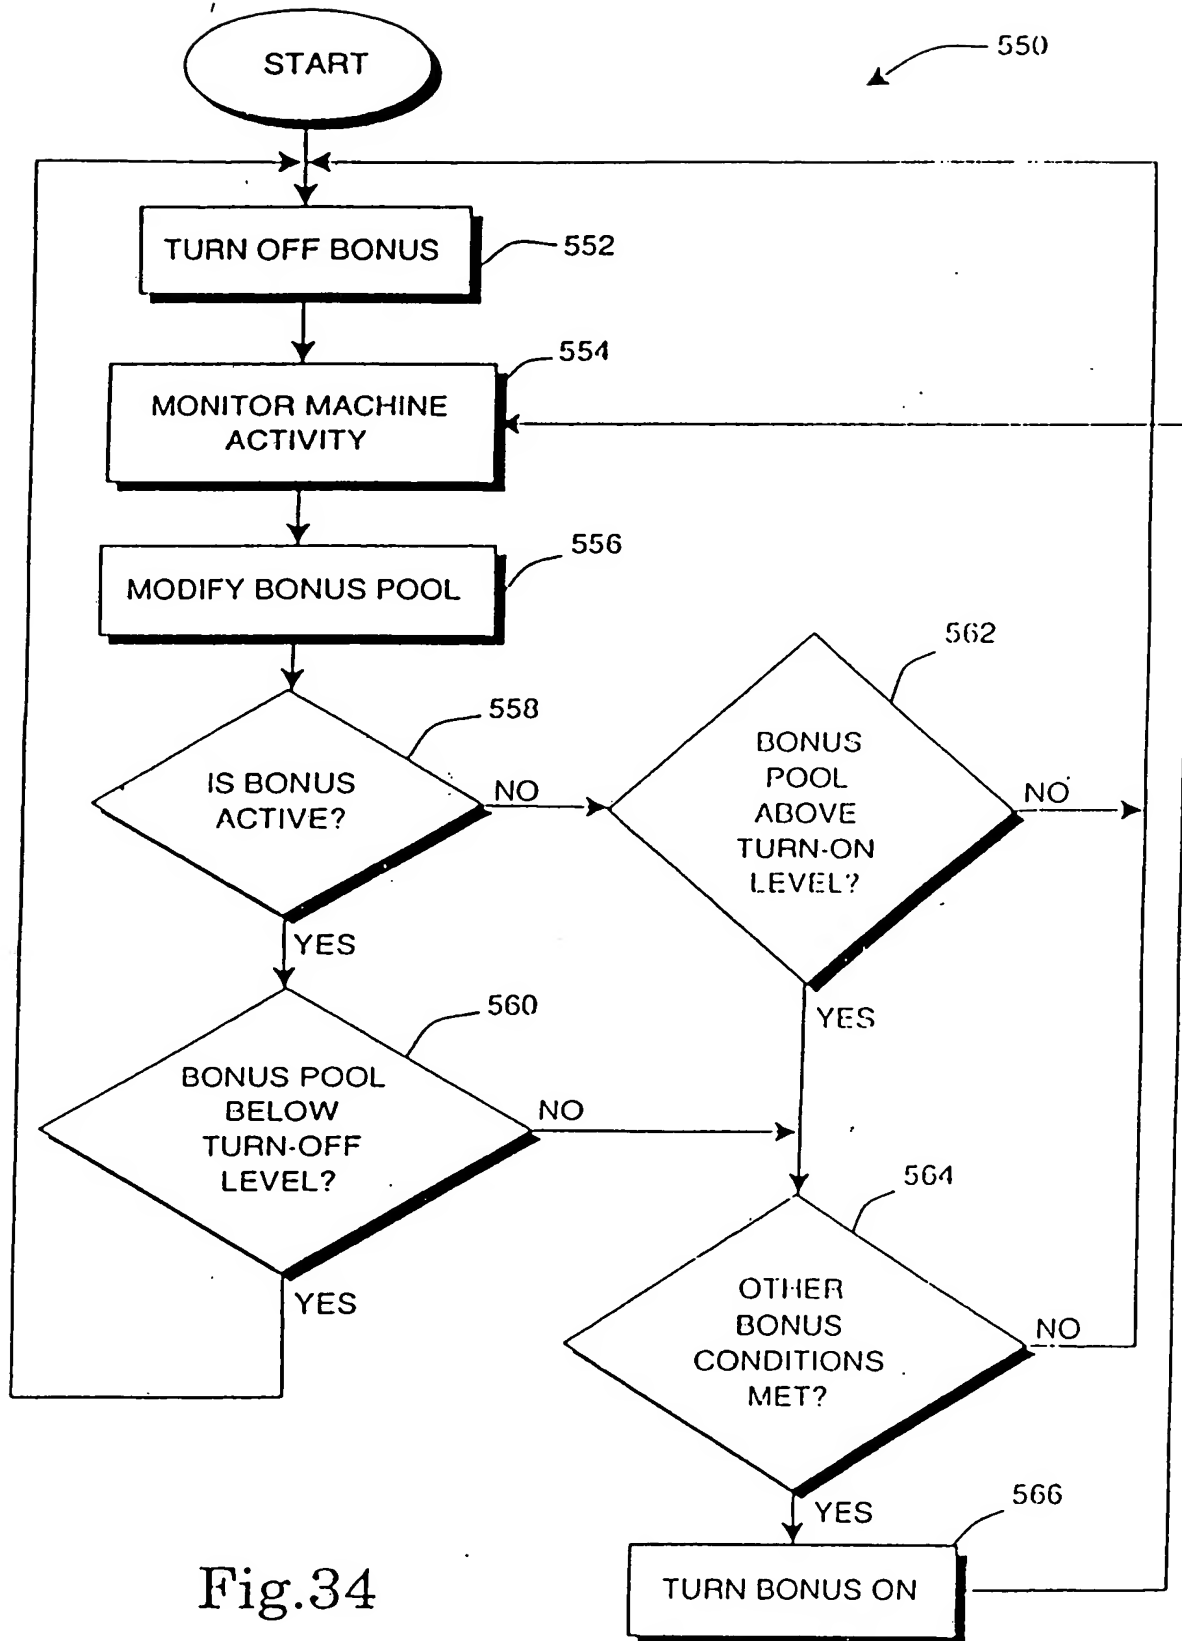 START
550
TURN OFF BONUS
552
554
MONITOR MACHINE
ACTIVITY
556
MODIFY BONUS POOL
562
558
IS BONUS
ACTIVE?
NO
BONUS
POOL
ABOVE
TURN-ON
LEVEL?
NO
YES
560
YES
BONUS POOL
BELOW
TURN-OFF
LEVEL?
NO
564
YES
OTHER
BONUS
CONDITIONS
MET?
NO
566
YES
TURN BONUS ON
Fig.34